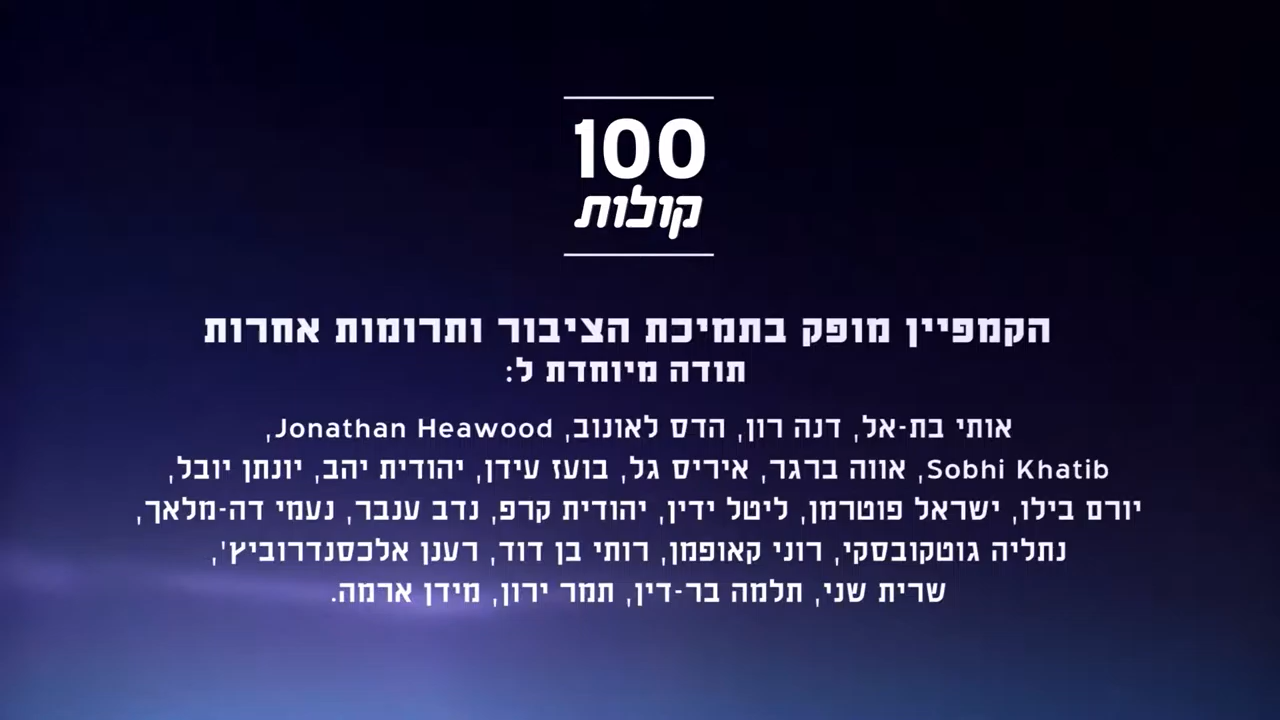 100
קולות
הקמפיין מופק בתמיכת הציבור ותרומות אחרות
תודה מיוחדת ל:
אותי בת-אל, דנה רון, הדס לאונוב, Jonathan Heawood,
Sobhi Khatib, אווה ברגר, איריס גל, בועז עידן, יהודית יהב, יונתן יובל,
יורם בילו, ישראל פוטרמן, ליטל ידין, יהודית קרפ, נדב ענבר, נעמי דה-מלאך,
נתליה גוטקובסקי, רוני קאופמן, רותי בן דוד, רענן אלכסנדרוביץ',
שרית שני, תלמה בר-דין, תמר ירון, מידן ארמה.